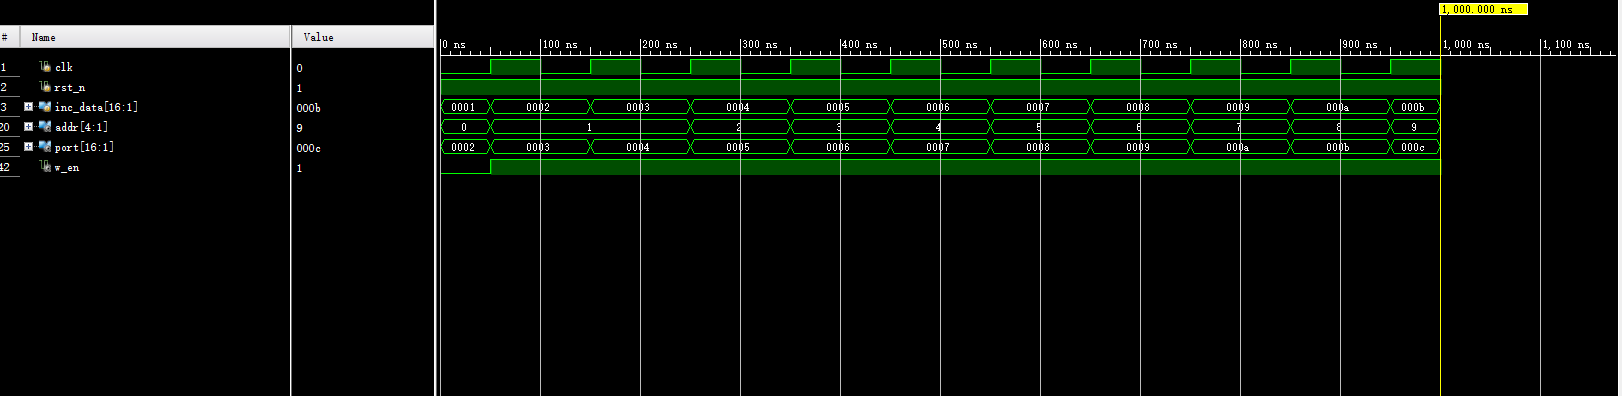 1,000.000 ns
# Name Value
0 ns 100 ns 200 ns 300 ns 400 ns 500 ns 600 ns 700 ns 800 ns 900 ns 1,000 ns 1,100 ns
1 clk 0
2 rst_n 1
3 inc_data[16:1] 000b 0001 0002 0003 0004 0005 0006 0007 0008 0009 000a 000b
20 addr[4:1] 9 0 1 2 3 4 5 6 7 8 9
25 port[16:1] 000c 0002 0003 0004 0005 0006 0007 0008 0009 000a 000b 000c
42 w_en 1